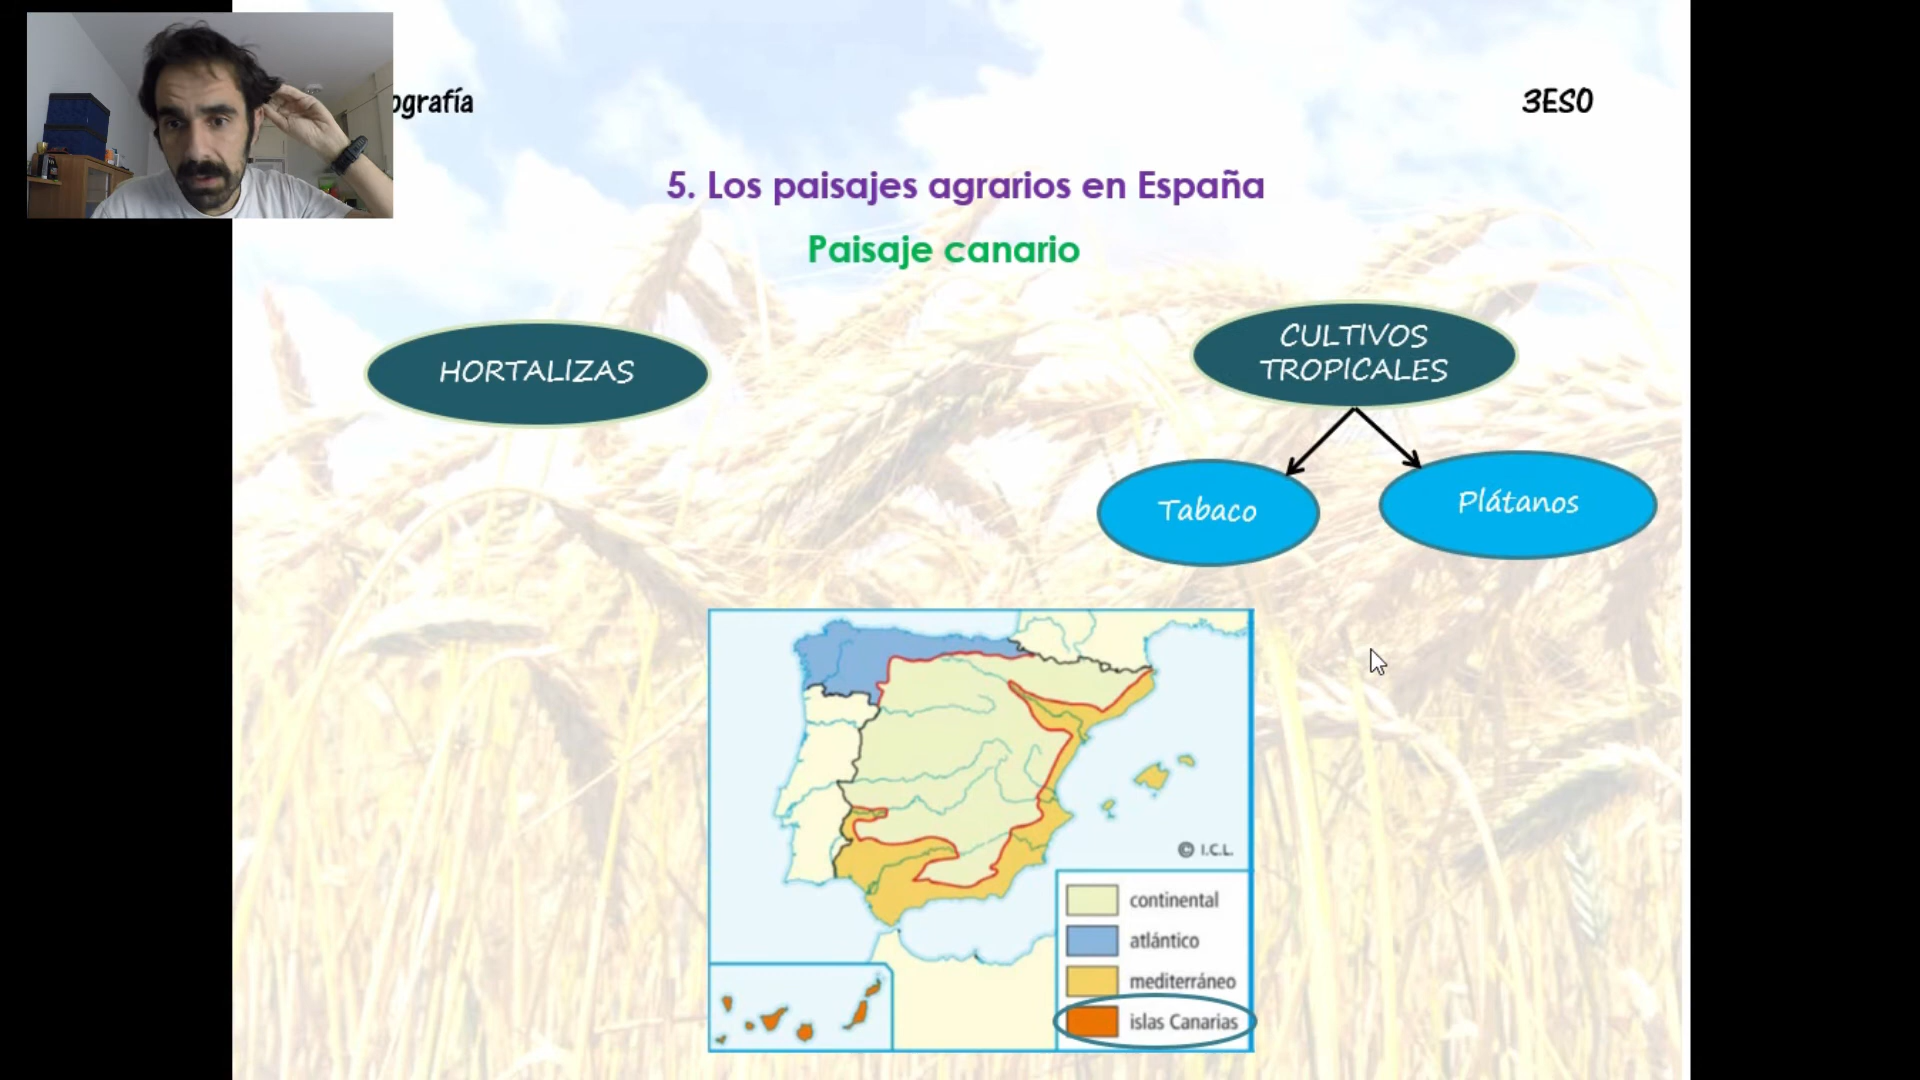 ografía
3ESO
5. Los paisajes agrarios en España
Paisaje canario
HORTALIZAS
CULTIVOS
TROPICALES
Tabaco
Plátanos
© I.C.L.
continental
atlántico
mediterráneo
islas Canarias